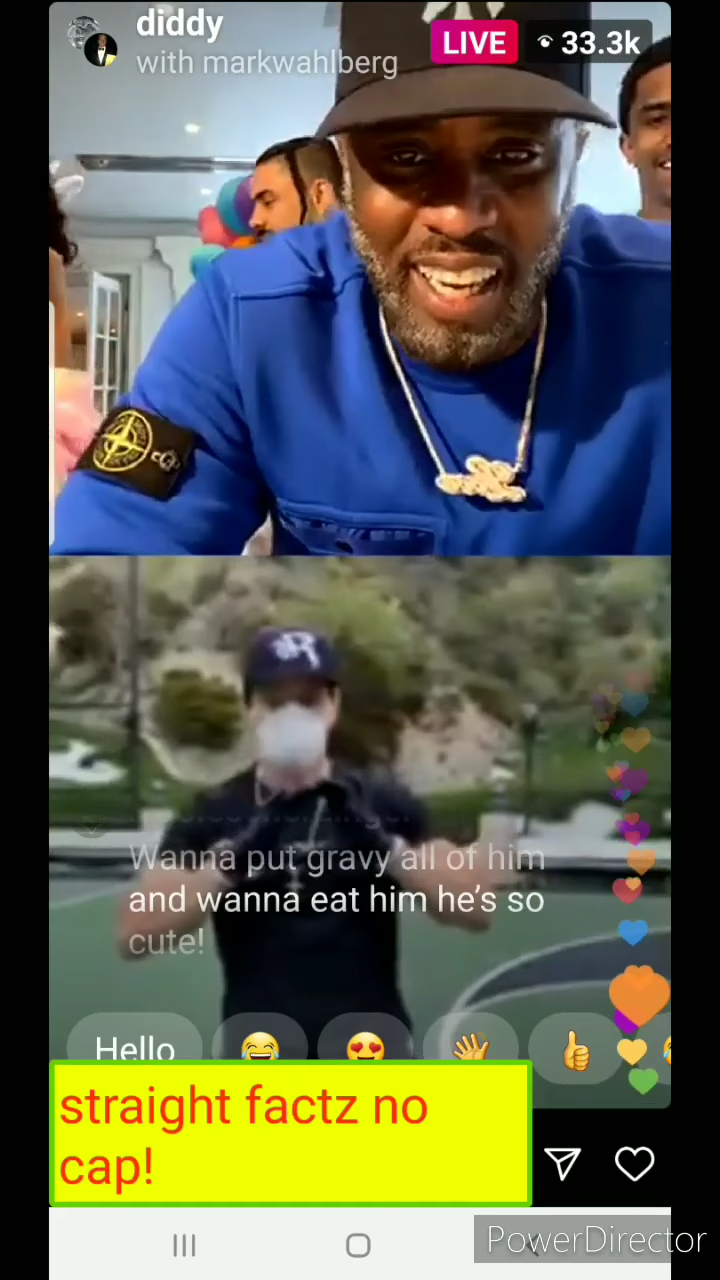 diddy
with markwahlberg
LIVE
33.3k
Wanna put gravy all of him
and wanna eat him he’s so
cute!
Hello
straight factz no
cap!
PowerDirector